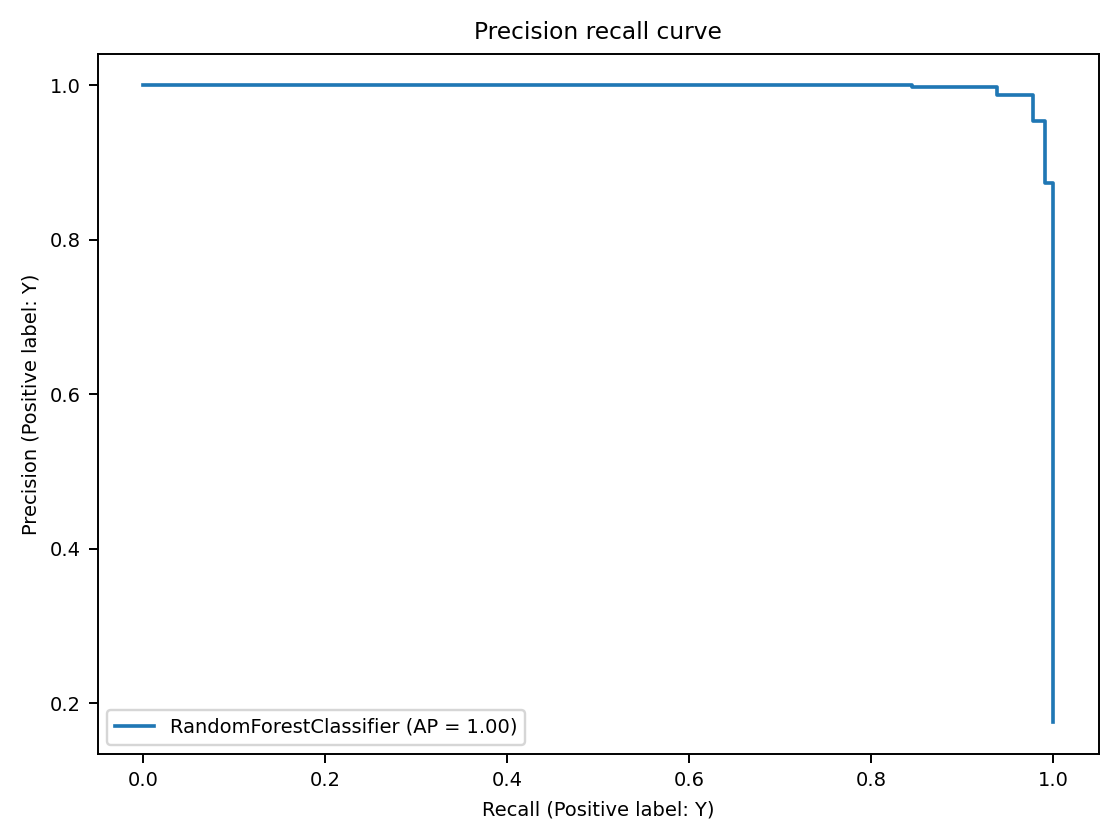 Precision recall curve
Precision (Positive label: Y)
1.0
0.8
0.6
0.4
0.2
RandomForestClassifier (AP = 1.00)
0.0 0.2 0.4 0.6 0.8 1.0
Recall (Positive label: Y)